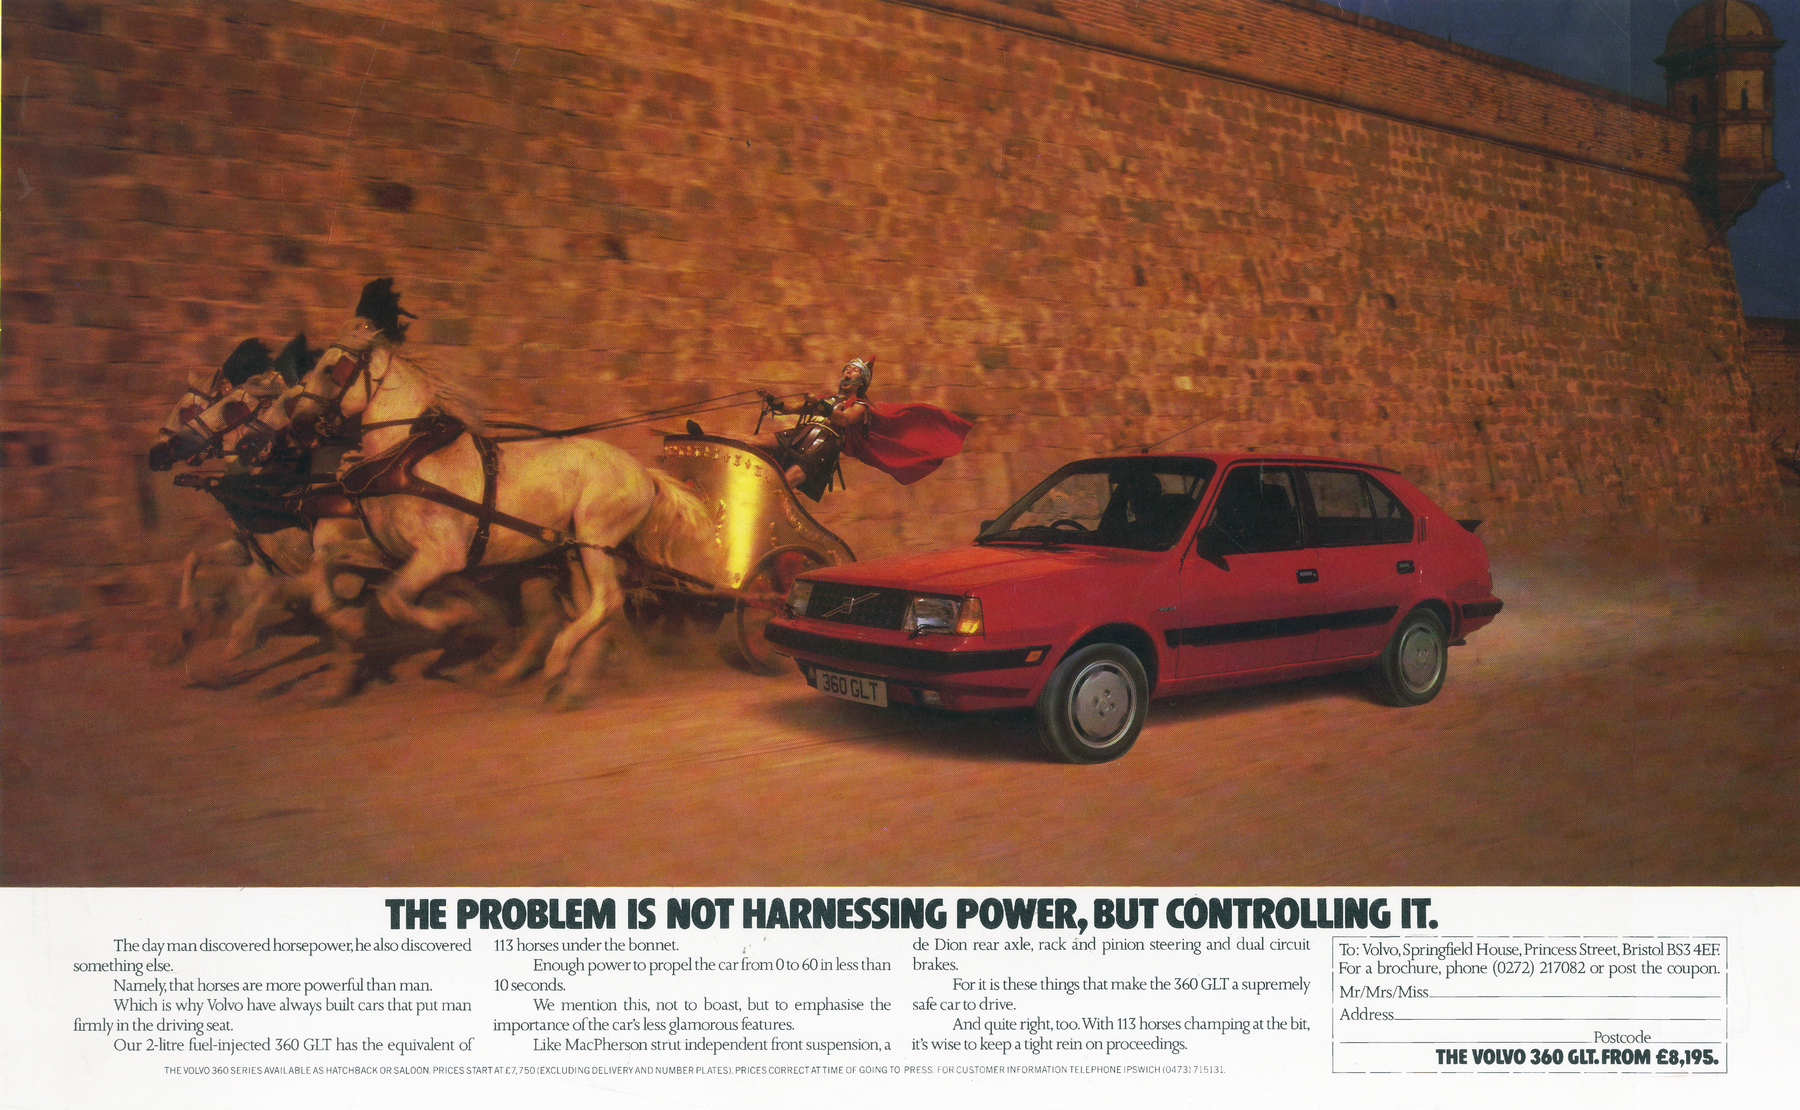 360 GLT
THE PROBLEM IS NOT HARNESSING POWER, BUT CONTROLLING IT.
The day man discovered horsepower, he also discovered
something else.
Namely, that horses are more powerful than man.
Which is why Volvo have always built cars that put man
firmly in the driving seat.
Our 2-litre fuel-injected 360 GLT has the equivalent of
113 horses under the bonnet.
Enough power to propel the car from 0 to 60 in less than
10 seconds.
We mention this, not to boast, but to emphasise the
importance of the car's less glamorous features.
Like MacPherson strut independent front suspension, a
de Dion rear axle, rack and pinion steering and dual circuit
brakes.
For it is these things that make the 360 GLT a supremely
safe car to drive.
And quite right, too. With 113 horses champing at the bit,
it's wise to keep a tight rein on proceedings.
To: Volvo, Springfield House, Princess Street, Bristol BS3 4EF.
For a brochure, phone (0272) 217082 or post the coupon.
Mr/Mrs/Miss
Address
Postcode
THE VOLVO 360 GLT. FROM £8,195.
THE VOLVO 360 SERIES AVAILABLE AS HATCHBACK OR SALOON. PRICES START AT £7,750 (EXCLUDING DELIVERY AND NUMBER PLATES). PRICES CORRECT AT TIME OF GOING TO PRESS. FOR CUSTOMER INFORMATION TELEPHONE IPSWICH (0473) 715131.